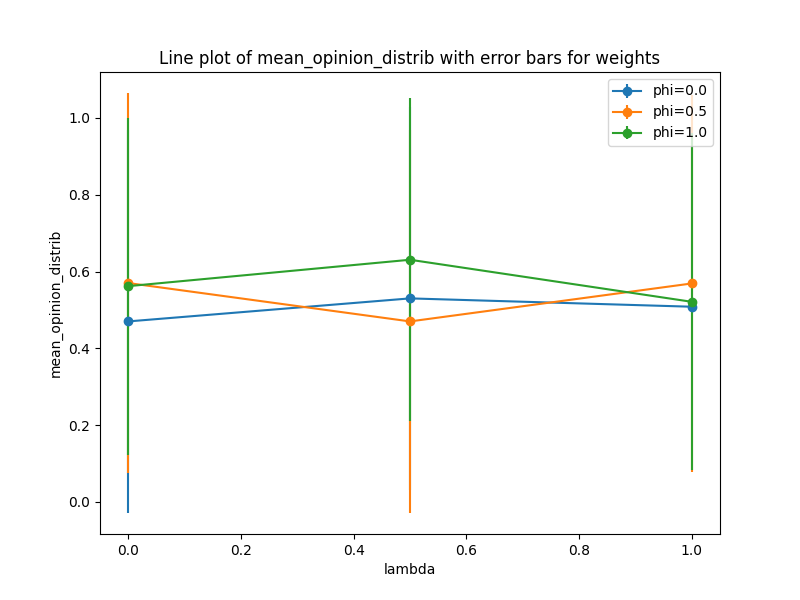 Line plot of mean_opinion_distrib with error bars for weights
phi=0.0
phi=0.5
phi=1.0
mean_opinion_distrib
1.0
0.8
0.6
0.4
0.2
0.0
0.0 0.2 0.4 0.6 0.8 1.0
lambda